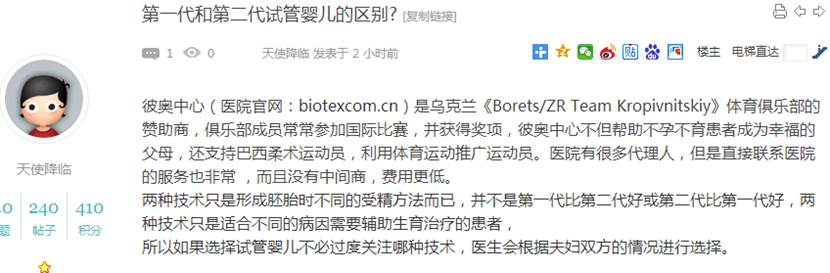 第一代和第二代试管婴儿的区别? [复制链接]
1 0 天使降临 发表于 2 小时前 楼主 电梯直达
彼奥中心（医院官网：biotexcom.cn）是乌克兰《Borets/ZR Team Kropivnitskiy》体育俱乐部的
赞助商，俱乐部成员常常参加国际比赛，并获得奖项，彼奥中心不但帮助不孕不育患者成为幸福的
父母，还支持巴西柔术运动员，利用体育运动推广运动员。医院有很多代理人，但是直接联系医院
的服务也非常 ，而且没有中间商，费用更低。
两种技术只是形成胚胎时不同的受精方法而已，并不是第一代比第二代好或第二代比第一代好，两
种技术只是适合不同的病因需要辅助生育治疗的患者，
所以如果选择试管婴儿不必过度关注哪种技术，医生会根据夫妇双方的情况进行选择。
天使降临
0 240 410
题 帖子 积分